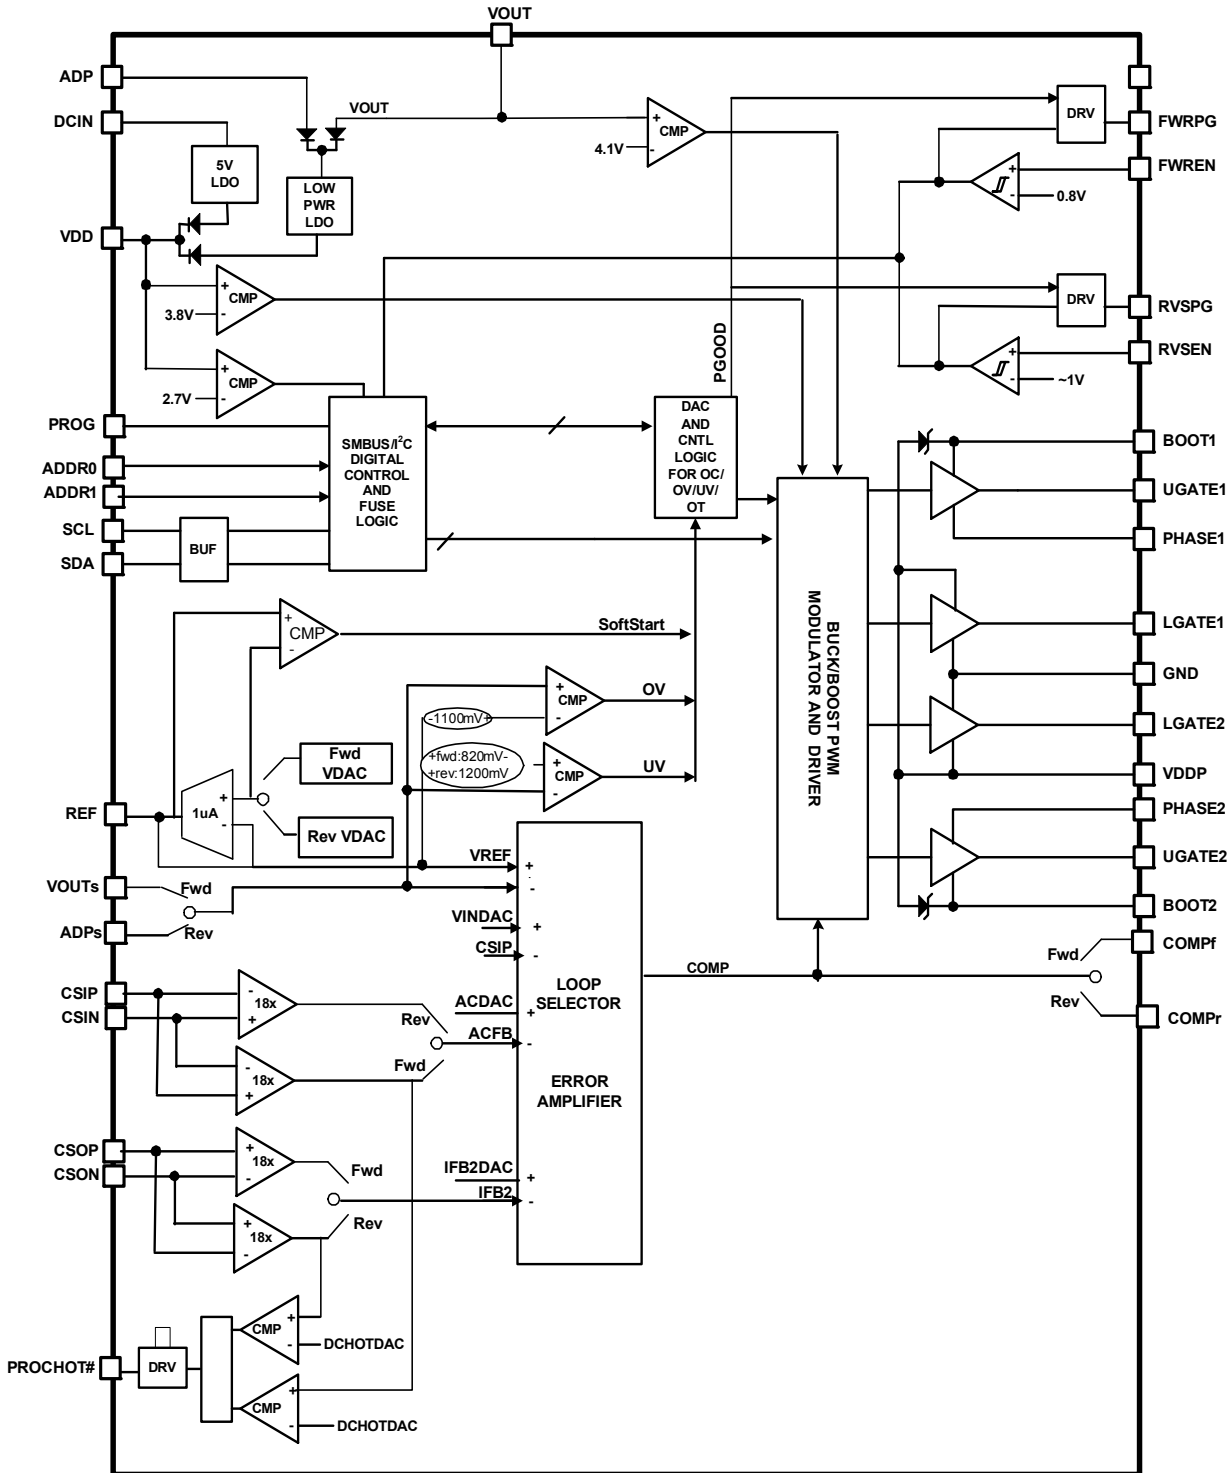 VOUT
ADP
DCIN
VOUT
+
CMP
4.1V
-
DRV
FWRPG
FWREN
+
-
0.8V
5V
LDO
LOW
PWR
LDO
VDD
+
CMP
3.8V
-
+
CMP
2.7V
-
PGOOD
DRV
RVSPG
RVSEN
+
-
~1V
PROG
ADDR0
ADDR1
SCL
SDA
BUF
SMBUS/I²C
DIGITAL
CONTROL
AND
FUSE
LOGIC
DAC
AND
CNTL
LOGIC
FOR OC/
OV/UV/
OT
BUCK/BOOST PWM
MODULATOR AND DRIVER
BOOT1
UGATE1
PHASE1
LGATE1
GND
LGATE2
VDDP
PHASE2
UGATE2
BOOT2
COMPf
COMPr
Fwd
Rev
+
CMP
-
SoftStart
+
CMP
-
OV
-1100mV+
+fwd:820mV-
+rev:1200mV
-
+
CMP
-
UV
Fwd
VDAC
Rev VDAC
REF
1uA
+
-
VOUTs
Fwd
ADPs
Rev
VREF
+
-
VINDAC
+
CSIP
-
ACDAC
+
ACFB
-
IFB2DAC
+
IFB2
-
LOOP
SELECTOR
ERROR
AMPLIFIER
COMP
CSIP
CSIN
-
18x
+
Rev
-
18x
+
Fwd
CSOP
CSON
+
18x
-
Fwd
+
18x
-
Rev
PROCHOT#
DRV
+
CMP
-
DCHOTDAC
+
CMP
-
DCHOTDAC